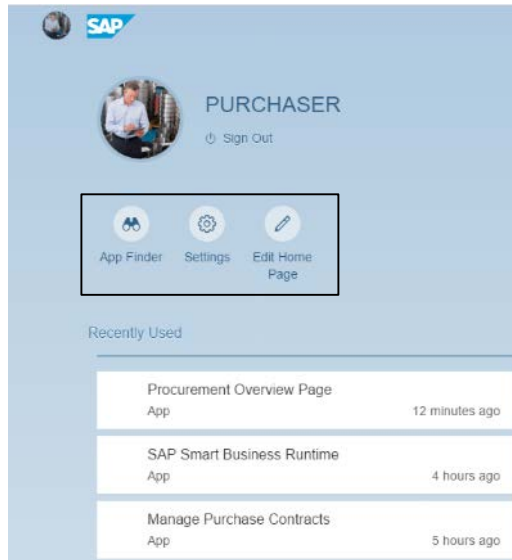 SAP
PURCHASER
Sign Out
App Finder
Settings
Edit Home
Page
Recently Used
Procurement Overview Page
App
12 minutes ago
SAP Smart Business Runtime
App
4 hours ago
Manage Purchase Contracts
App
5 hours ago